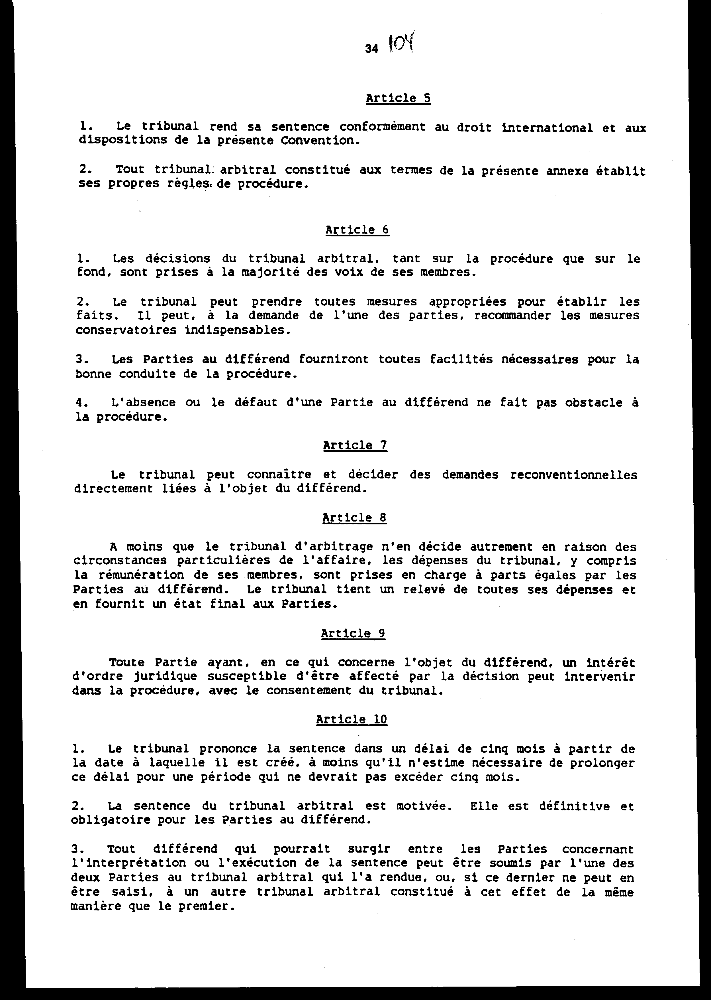 34 104
Article 5
1. Le tribunal rend sa sentence conformément au droit international et aux
dispositions de la présente Convention.
2. Tout tribunal arbitral constitué aux termes de la présente annexe établit
ses propres règles de procédure.
Article 6
1. Les décisions du tribunal arbitral, tant sur la procédure que sur le
fond, sont prises à la majorité des voix de ses membres.
2. Le tribunal peut prendre toutes mesures appropriées pour établir les
faits. Il peut, à la demande de l'une des parties, recommander les mesures
conservatoires indispensables.
3. Les Parties au différend fourniront toutes facilités nécessaires pour la
bonne conduite de la procédure.
4. L'absence ou le défaut d'une Partie au différend ne fait pas obstacle à
la procédure.
Article 7
Le tribunal peut connaître et décider des demandes reconventionnelles
directement liées à l'objet du différend.
Article 8
A moins que le tribunal d'arbitrage n'en décide autrement en raison des
circonstances particulières de l'affaire, les dépenses du tribunal, y compris
la rémunération de ses membres, sont prises en charge à parts égales par les
Parties au différend. Le tribunal tient un relevé de toutes ses dépenses et
en fournit un état final aux Parties.
Article 9
Toute Partie ayant, en ce qui concerne l'objet du différend, un intérêt
d'ordre juridique susceptible d'être affecté par la décision peut intervenir
dans la procédure, avec le consentement du tribunal.
Article 10
1. Le tribunal prononce la sentence dans un délai de cinq mois à partir de
la date à laquelle il est créé, à moins qu'il n'estime nécessaire de prolonger
ce délai pour une période qui ne devrait pas excéder cinq mois.
2. La sentence du tribunal arbitral est motivée. Elle est définitive et
obligatoire pour les Parties au différend.
3. Tout différend qui pourrait surgir entre les Parties concernant
l'interprétation ou l'exécution de la sentence peut être soumis par l'une des
deux Parties au tribunal arbitral qui l'a rendue, ou, si ce dernier ne peut en
être saisi, à un autre tribunal arbitral constitué à cet effet de la même
manière que le premier.